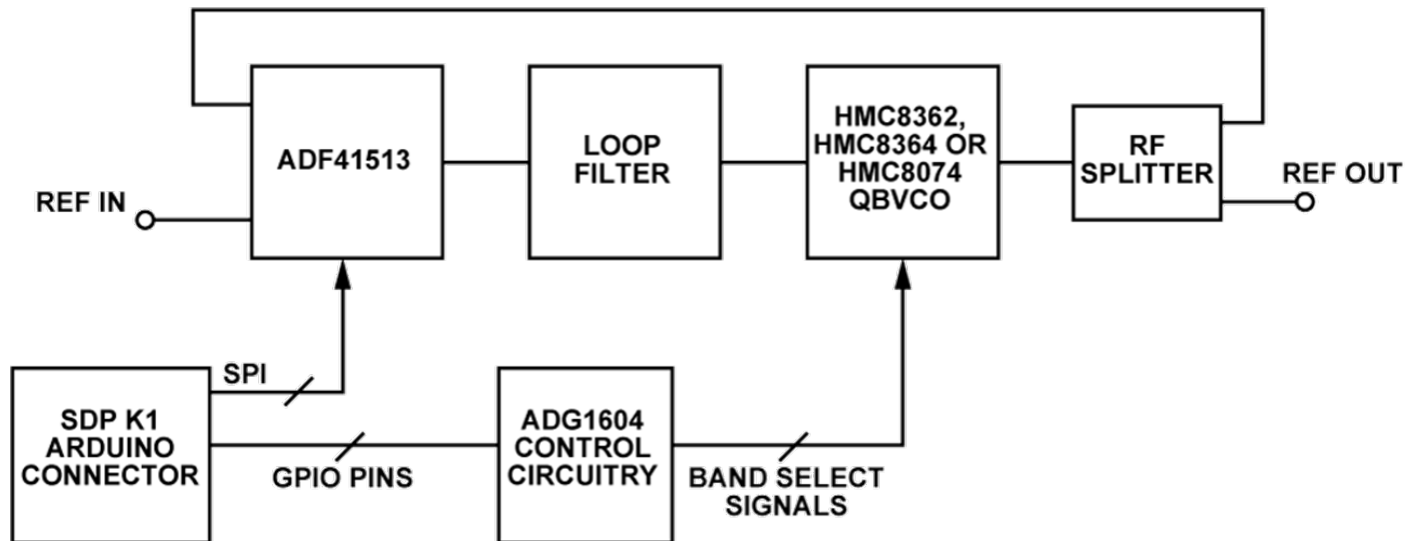 ADF41513
LOOP
FILTER
HMC8362,
HMC8364 OR
HMC8074
QBVCO
RF
SPLITTER
REF IN
REF OUT
SPI
SDP K1
ARDUINO
CONNECTOR
GPIO PINS
ADG1604
CONTROL
CIRCUITRY
BAND SELECT
SIGNALS